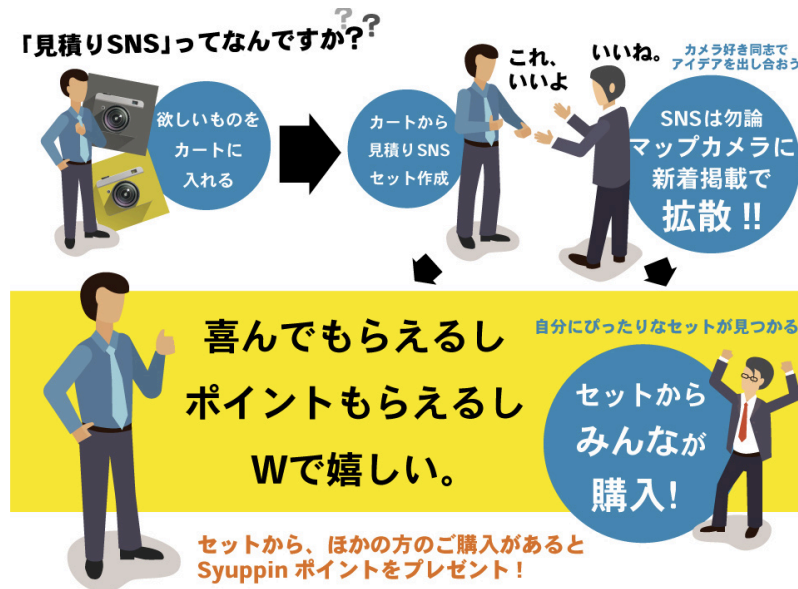 「見積りSNS」ってなんですか???
欲しいものを
カートに
入れる
カートから
見積りSNS
セット作成
これ、
いいよ
いいね。
カメラ好き同志で
アイデアを出し合おう
SNSは勿論
マップカメラに
新着掲載で
拡散!!
喜んでもらえるし
ポイントもらえるし
Wで嬉しい。
自分にぴったりなセットが見つかる
セットから
みんなが
購入!
セットから、ほかの方のご購入があると
Syuppin ポイントをプレゼント!